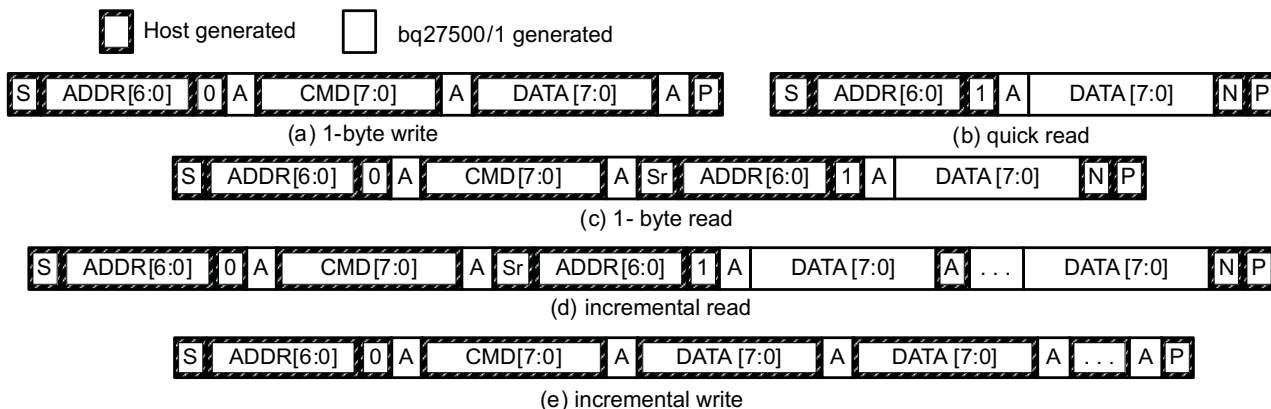 Host generated bq27500/1 generated
S ADDR[6:0] 0 A CMD[7:0] A DATA[7:0] A P S ADDR[6:0] 1 A DATA[7:0] N P
(a) 1-byte write (b) quick read
S ADDR[6:0] 0 A CMD[7:0] A Sr ADDR[6:0] 1 A DATA[7:0] N P
(c) 1- byte read
S ADDR[6:0] 0 A CMD[7:0] A Sr ADDR[6:0] 1 A DATA[7:0] A . . . DATA[7:0] N P
(d) incremental read
S ADDR[6:0] 0 A CMD[7:0] A DATA[7:0] A DATA[7:0] A . . . A P
(e) incremental write